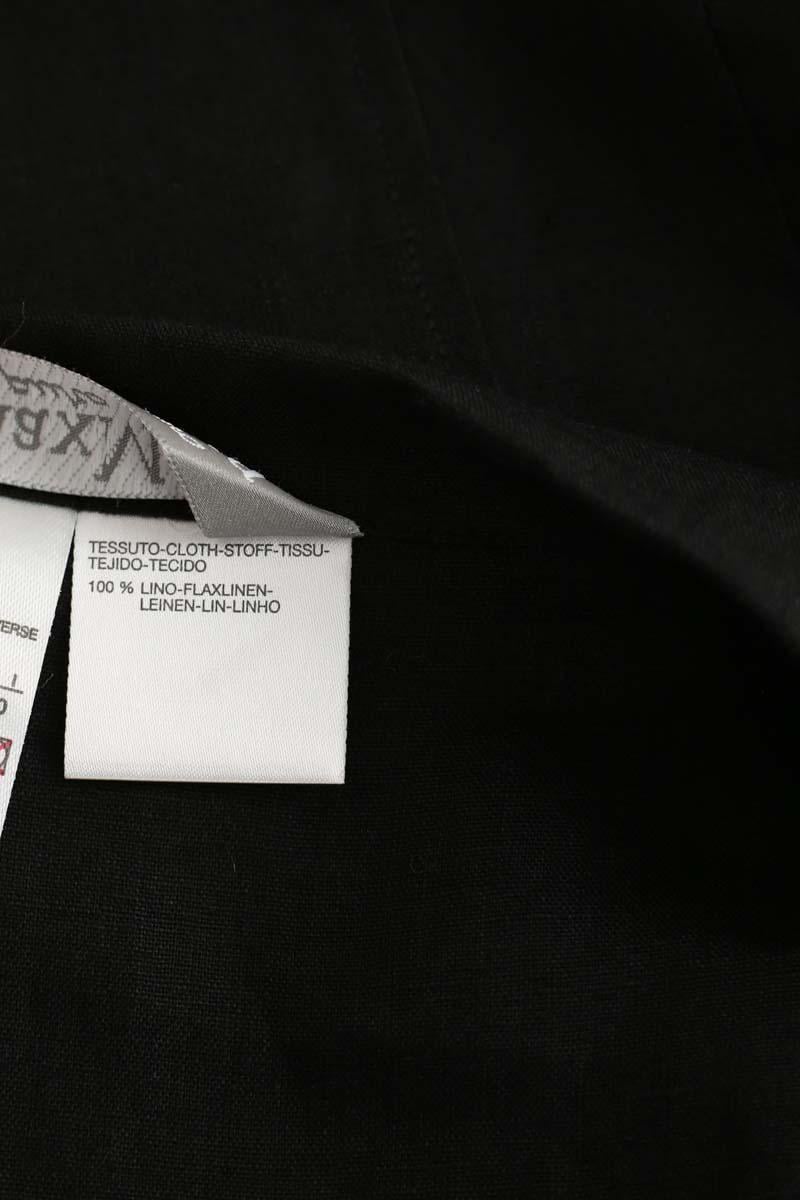 TESSUTO-CLOTH-STOFF-TISSU-
TEJIDO-TECIDO
100 % LINO-FLAXLINEN-
LEINEN-LIN-LINHO